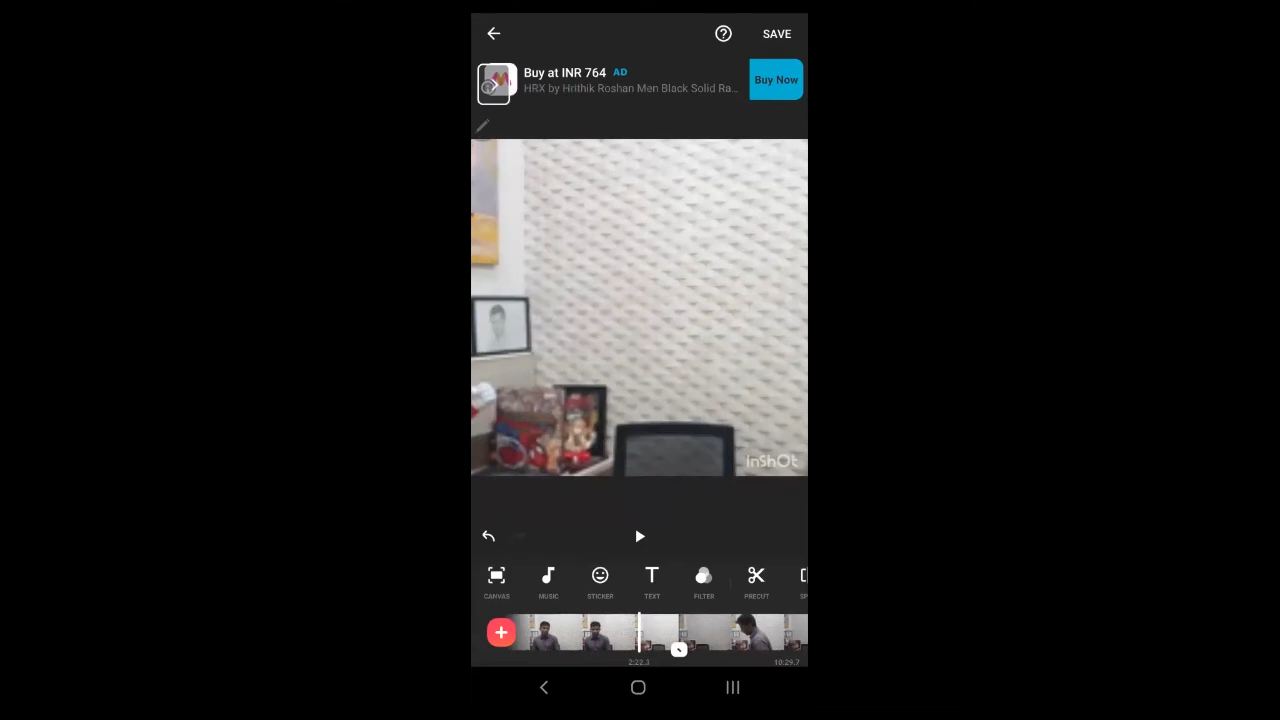 SAVE
Buy at INR 764 AD
HRX by Hrithik Roshan Men Black Solid Ra...
Buy Now
InShOt
CANVAS MUSIC STICKER TEXT FILTER PRECUT SP
2:22.3 10:29.7